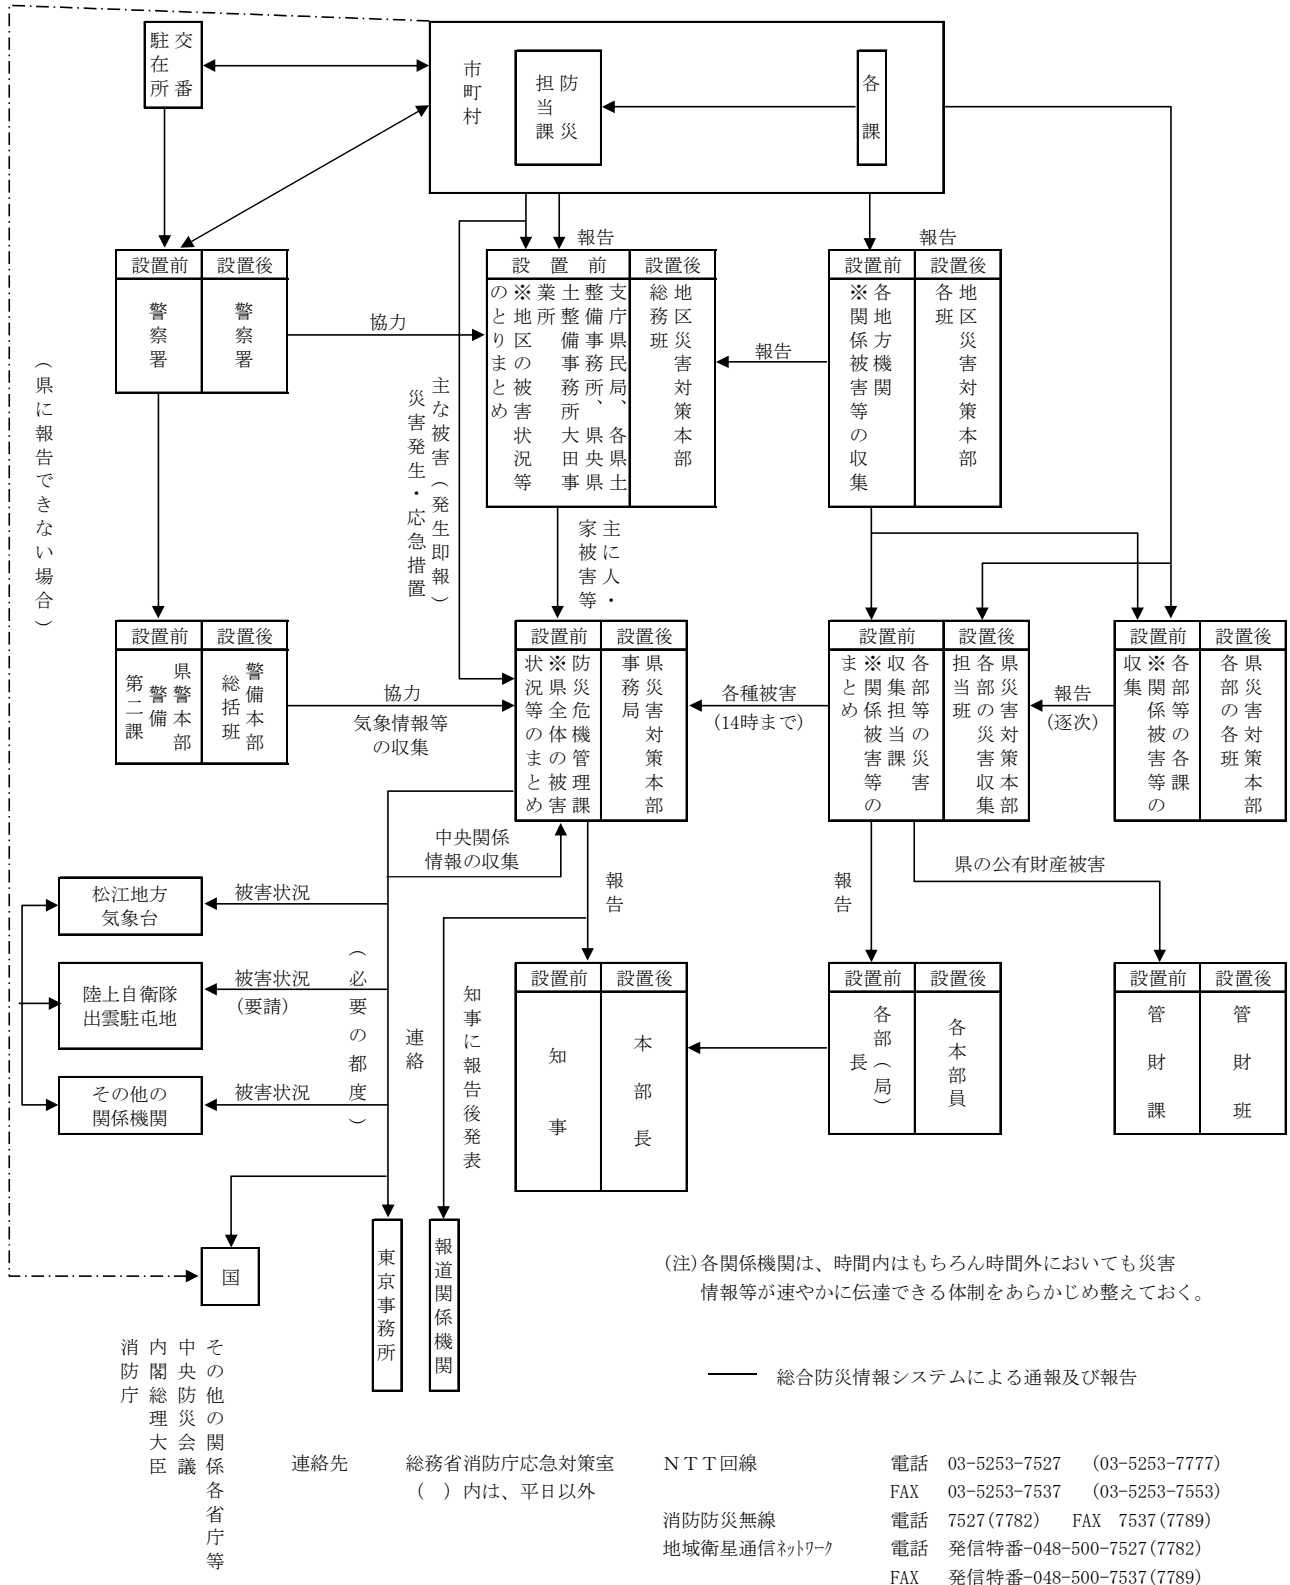 交番
駐在所
市町村
防災
担当課
各課
報告
報告
設置前
設置後
警察署
警察署
協力
設置前
設置後
支庁県民局、各県土
整備事務所、県央県
土整備事務所大田事
業所
※地区の被害状況等
のとりまとめ
地区災害対策本部
総務班
報告
設置前
設置後
各地方機関
※関係被害等の収集
地区災害対策本部
各班
(県に報告できない場合)
主な被害(発生即報)
災害発生・応急措置
主に人・
家被害等
設置前
設置後
県警本部
警備
第二課
警備本部
総括班
協力
気象情報等
の収集
設置前
設置後
防災危機管理課
※県全体の被害
状況等のまとめ
県災害対策本部
事務局
各種被害
(14時まで)
設置前
設置後
各部等の災害
収集担当課
※関係被害等の
まとめ
県災害対策本部
各部の災害収集
担当班
報告
(逐次)
設置前
設置後
各部等の各課
※関係被害等の
収集
県災害対策本部
各部の各班
中央関係
情報の収集
報告
報告
県の公有財産被害
松江地方
気象台
被害状況
陸上自衛隊
出雲駐屯地
被害状況
(要請)
その他の
関係機関
被害状況
(必要の都度)
連絡
知事に報告後発表
設置前
設置後
知事
本部長
設置前
設置後
各部(局)
長
各本部員
設置前
設置後
管財課
管財班
国
東京事務所
報道関係機関
(注)各関係機関は、時間内はもちろん時間外においても災害
情報等が速やかに伝達できる体制をあらかじめ整えておく。
総合防災情報システムによる通報及び報告
その他の関係各省庁等
中央防災会議
内閣総理大臣
消防庁
連絡先 総務省消防庁応急対策室 NTT回線 電話 03-5253-7527 (03-5253-7777)
( )内は、平日以外 FAX 03-5253-7537 (03-5253-7553)
消防防災無線 電話 7527(7782) FAX 7537(7789)
地域衛星通信ネットワーク 電話 発信特番-048-500-7527(7782)
FAX 発信特番-048-500-7537(7789)